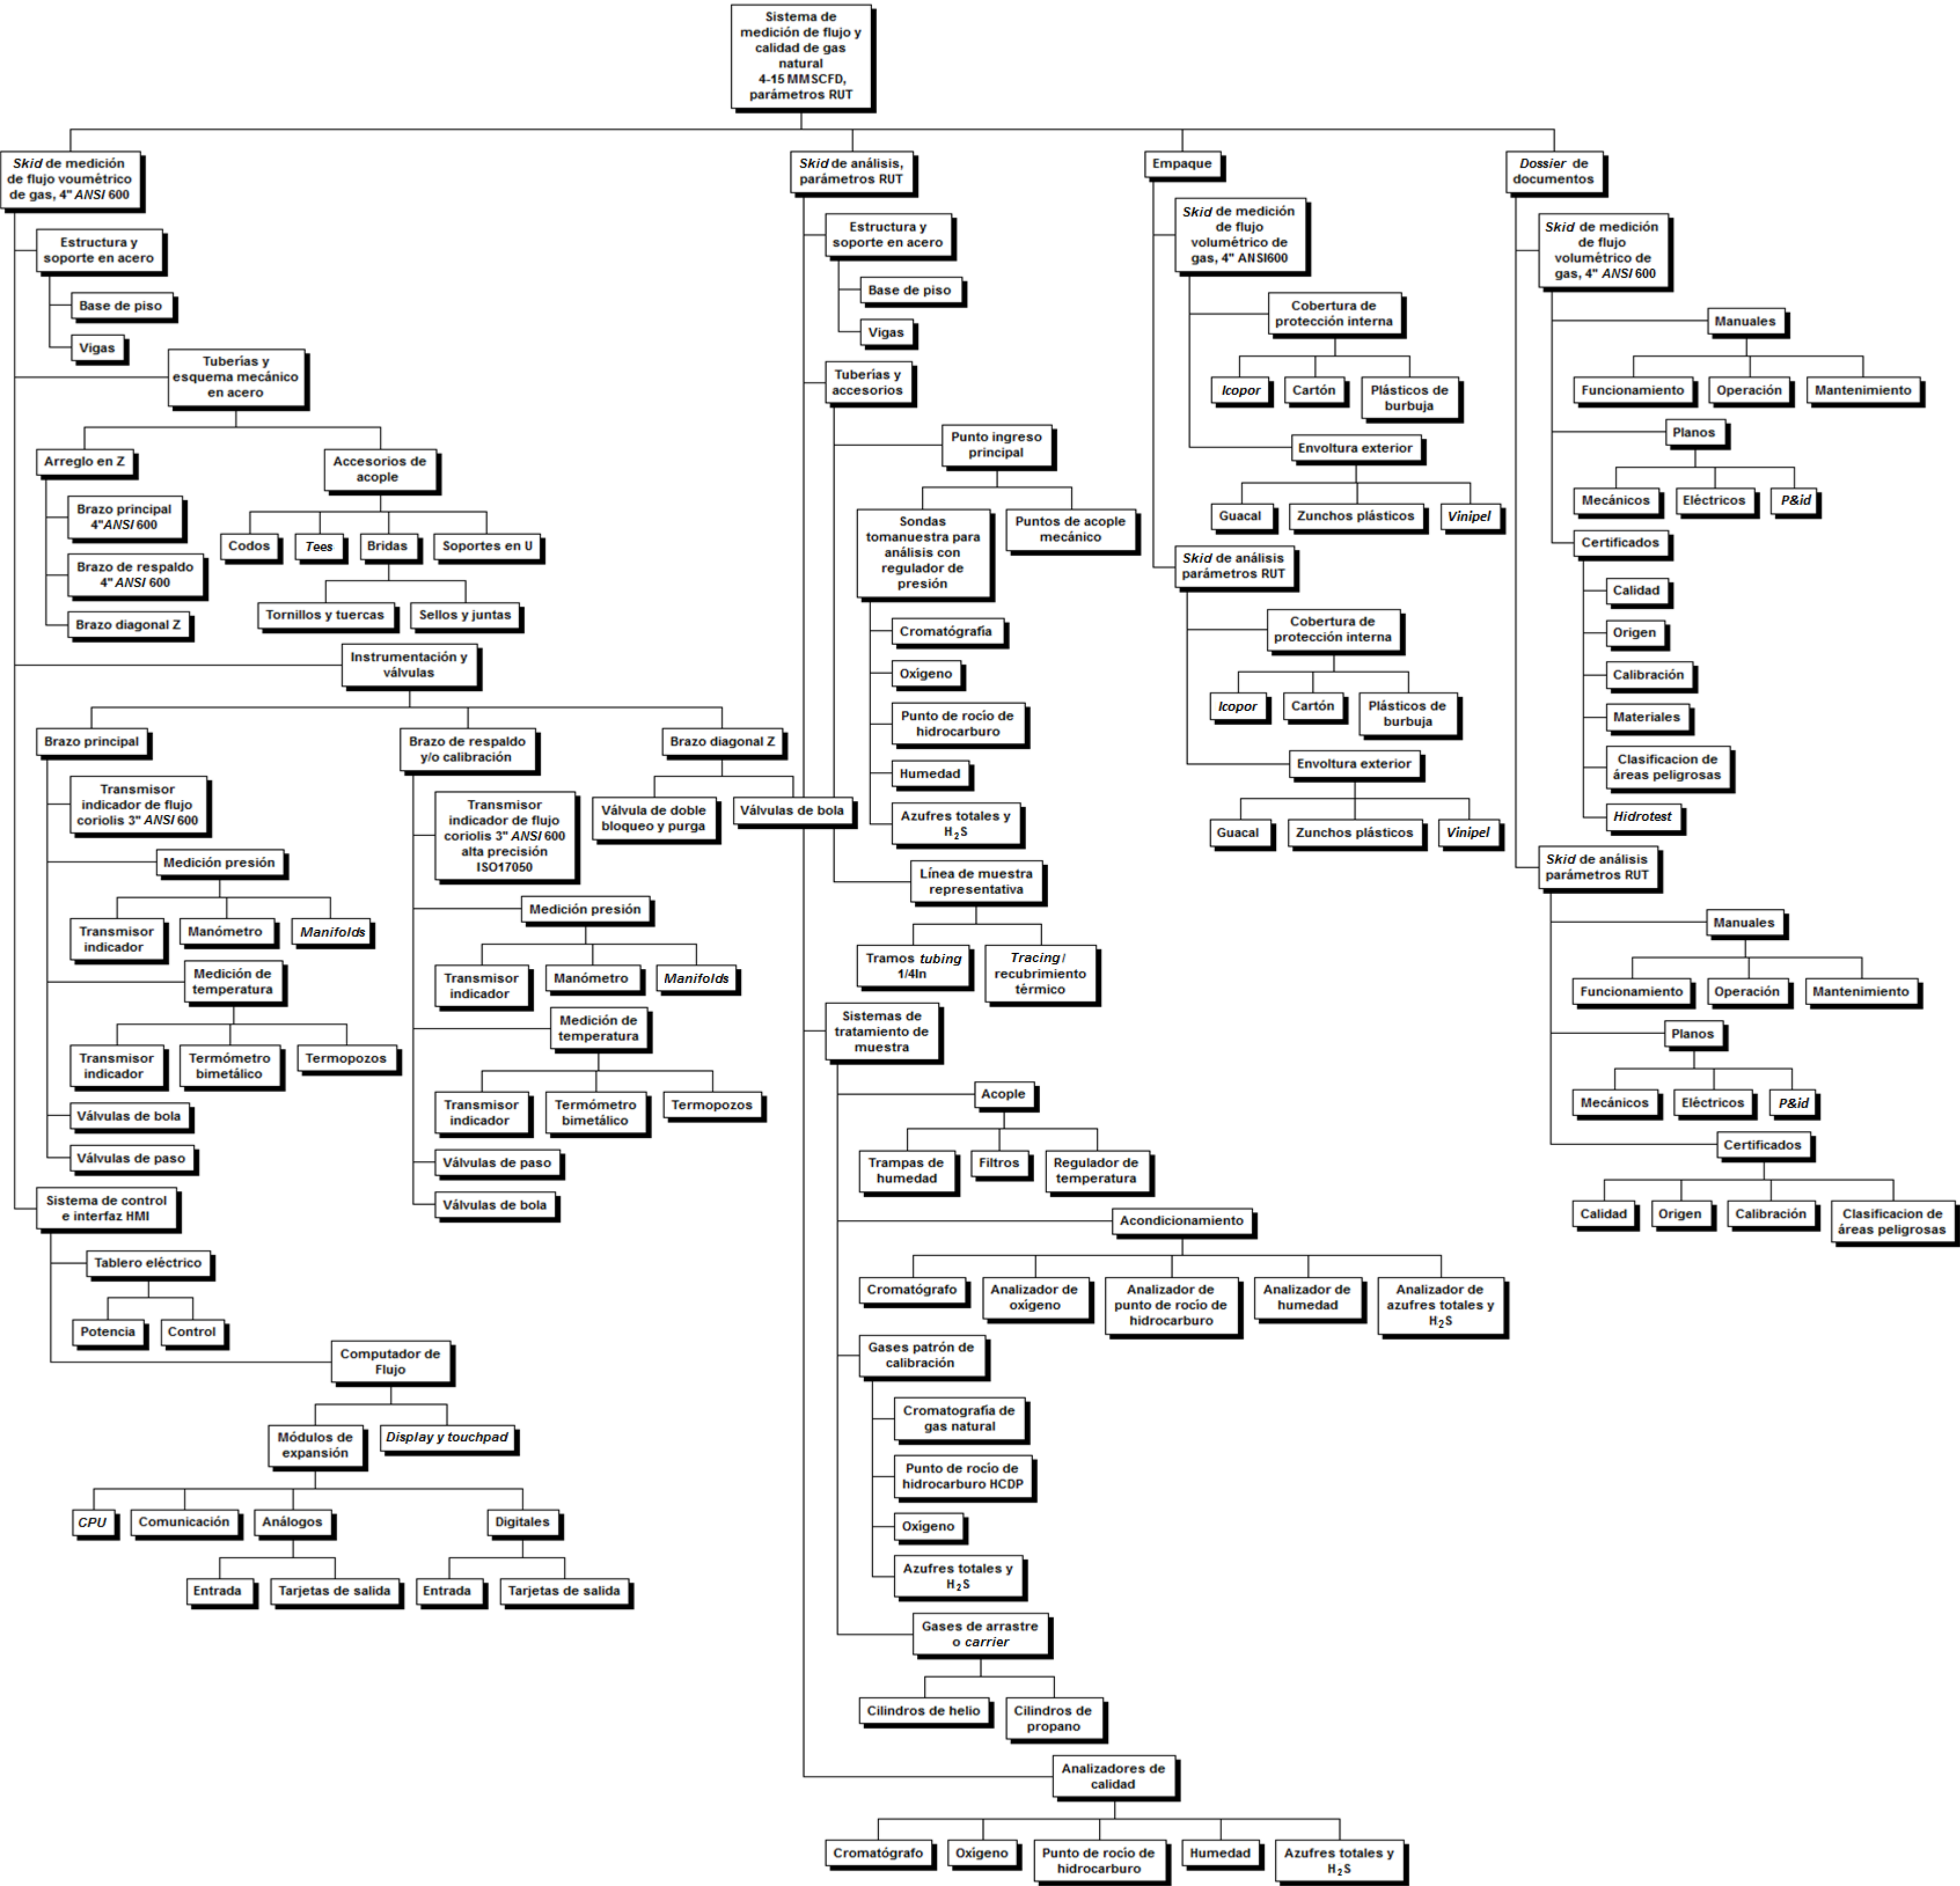 Sistema de
medición de flujo y
calidad de gas
natural
4-15 MMSCFD,
parámetros RUT
Skid de medición
de flujo voumétrico
de gas, 4" ANSI 600
Estructura y
soporte en acero
Base de piso
Vigas
Tuberías y
esquema mecánico
en acero
Arreglo en Z
Brazo principal
4"ANSI 600
Brazo de respaldo
4" ANSI 600
Brazo diagonal Z
Accesorios de
acople
Codos
Tees
Bridas
Soportes en U
Tornillos y tuercas
Sellos y juntas
Instrumentación y
válvulas
Brazo principal
Transmisor
indicador de flujo
coriolis 3" ANSI 600
Medición presión
Transmisor
indicador
Manómetro
Manifolds
Medición de
temperatura
Transmisor
indicador
Termómetro
bimetálico
Termopozos
Válvulas de bola
Válvulas de paso
Brazo de respaldo
y/o calibración
Transmisor
indicador de flujo
coriolis 3" ANSI 600
alta precisión
ISO17050
Medición presión
Transmisor
indicador
Manómetro
Manifolds
Medición de
temperatura
Transmisor
indicador
Termómetro
bimetálico
Termopozos
Válvulas de paso
Válvulas de bola
Brazo diagonal Z
Válvula de doble
bloqueo y purga
Válvulas de bola
Sistema de control
e interfaz HMI
Tablero eléctrico
Potencia
Control
Computador de
Flujo
Módulos de
expansión
Display y touchpad
CPU
Comunicación
Análogos
Digitales
Entrada
Tarjetas de salida
Entrada
Tarjetas de salida
Skid de análisis,
parámetros RUT
Estructura y
soporte en acero
Base de piso
Vigas
Tuberías y
accesorios
Punto ingreso
principal
Sondas
tomanuestra para
análisis con
regulador de
presión
Puntos de acople
mecánico
Cromatógrafía
Oxígeno
Punto de rocío de
hidrocarburo
Humedad
Azufres totales y
H2S
Línea de muestra
representativa
Tramos tubing
1/4In
Tracing/
recubrimiento
térmico
Sistemas de
tratamiento de
muestra
Acople
Trampas de
humedad
Filtros
Regulador de
temperatura
Acondicionamiento
Cromatógrafo
Analizador de
oxígeno
Analizador de
punto de rocío de
hidrocarburo
Analizador de
humedad
Analizador de
azufres totales y
H2S
Gases patrón de
calibración
Cromatografía de
gas natural
Punto de rocío de
hidrocarburo HCDP
Oxígeno
Azufres totales y
H2S
Gases de arrastre
o carrier
Cilindros de helio
Cilindros de
propano
Analizadores de
calidad
Cromatógrafo
Oxígeno
Punto de rocío de
hidrocarburo
Humedad
Azufres totales y
H2S
Empaque
Skid de medición
de flujo
volumétrico de
gas, 4" ANSI600
Cobertura de
protección interna
Icopor
Cartón
Plásticos de
burbuja
Envoltura exterior
Guacal
Zunchos plásticos
Vinipel
Skid de análisis
parámetros RUT
Cobertura de
protección interna
Icopor
Cartón
Plásticos de
burbuja
Envoltura exterior
Guacal
Zunchos plásticos
Vinipel
Dossier de
documentos
Skid de medición
de flujo
volumétrico de
gas, 4" ANSI 600
Manuales
Funcionamiento
Operación
Mantenimiento
Planos
Mecánicos
Eléctricos
P&id
Certificados
Calidad
Origen
Calibración
Materiales
Clasificacion de
áreas peligrosas
Hidrotest
Skid de análisis
parámetros RUT
Manuales
Funcionamiento
Operación
Mantenimiento
Planos
Mecánicos
Eléctricos
P&id
Certificados
Calidad
Origen
Calibración
Clasificacion de
áreas peligrosas